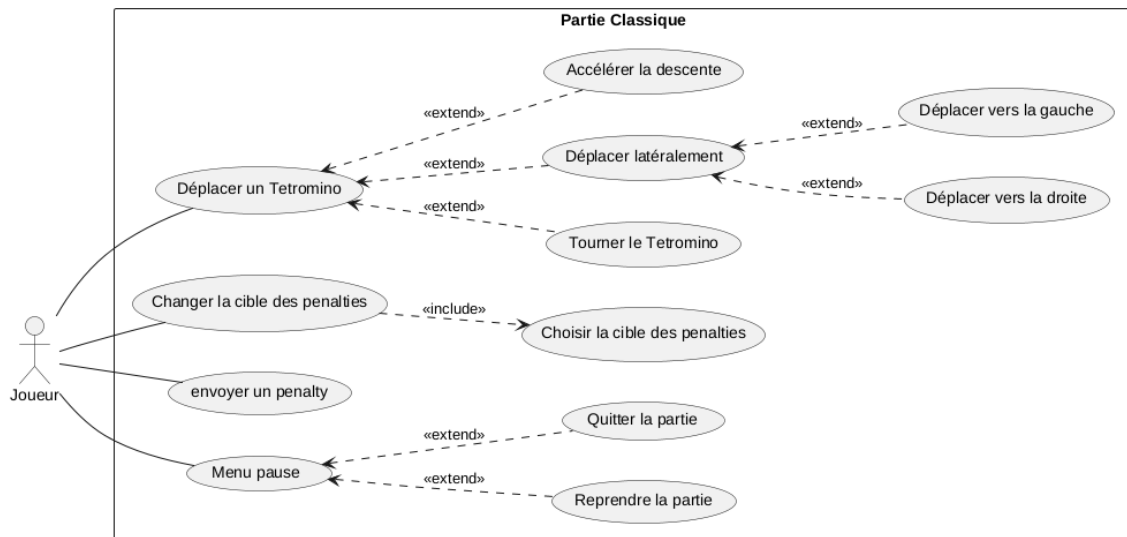 Partie Classique
Accélérer la descente
«extend»
Déplacer vers la gauche
«extend»
Déplacer un Tetromino
«extend»
Déplacer latéralement
«extend»
Déplacer vers la droite
«extend»
Tourner le Tetromino
Changer la cible des penalties
«include»
Choisir la cible des penalties
Joueur
envoyer un penalty
Quitter la partie
«extend»
Menu pause
«extend»
Reprendre la partie